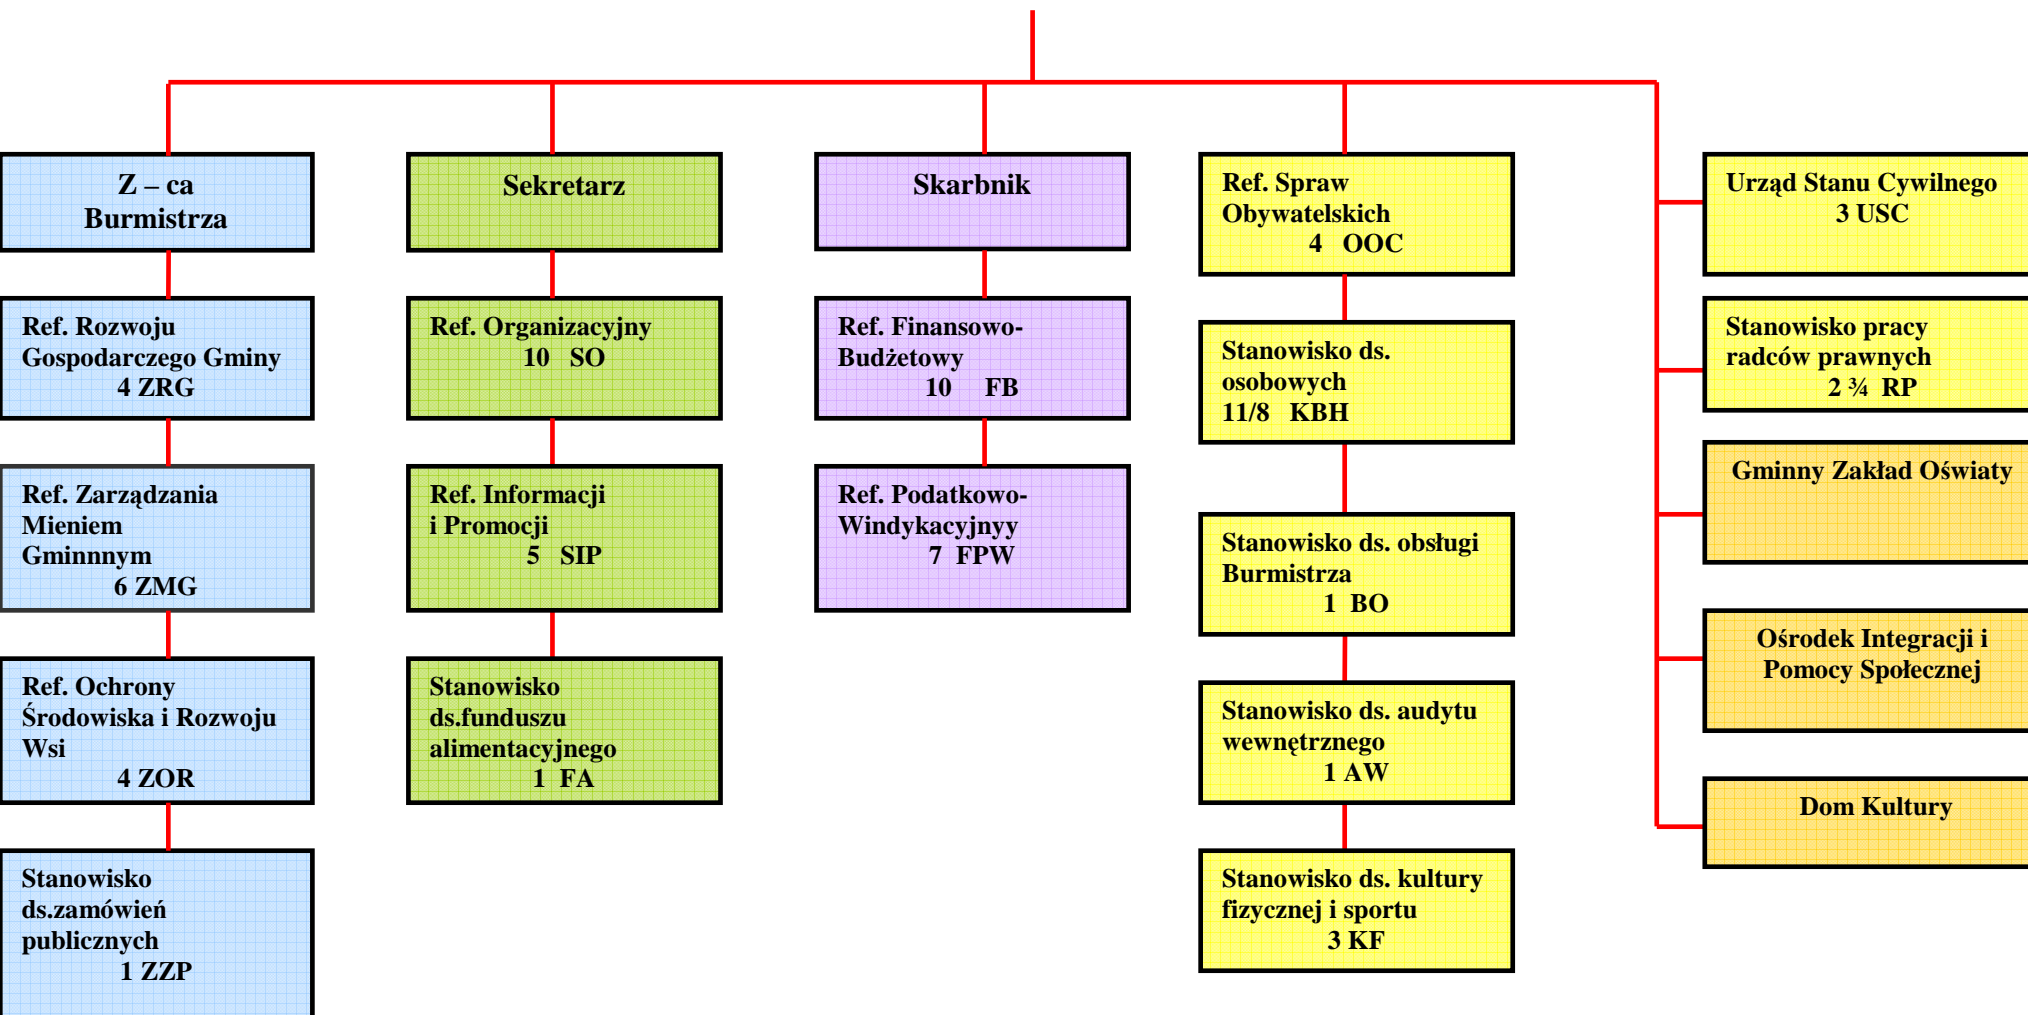 Z – ca
Burmistrza
Ref. Rozwoju
Gospodarczego Gminy
4 ZRG
Ref. Zarządzania
Mieniem
Gminnnym
6 ZMG
Ref. Ochrony
Środowiska i Rozwoju
Wsi
4 ZOR
Stanowisko
ds.zamówień
publicznych
1 ZZP
Sekretarz
Ref. Organizacyjny
10 SO
Ref. Informacji
i Promocji
5 SIP
Stanowisko
ds.funduszu
alimentacyjnego
1 FA
Skarbnik
Ref. Finansowo-
Budżetowy
10 FB
Ref. Podatkowo-
Windykacyjnyy
7 FPW
Ref. Spraw
Obywatelskich
4 OOC
Stanowisko ds.
osobowych
11/8 KBH
Stanowisko ds. obsługi
Burmistrza
1 BO
Stanowisko ds. audytu
wewnętrznego
1 AW
Stanowisko ds. kultury
fizycznej i sportu
3 KF
Urząd Stanu Cywilnego
3 USC
Stanowisko pracy
radców prawnych
2 ¾ RP
Gminny Zakład Oświaty
Ośrodek Integracji i
Pomocy Społecznej
Dom Kultury